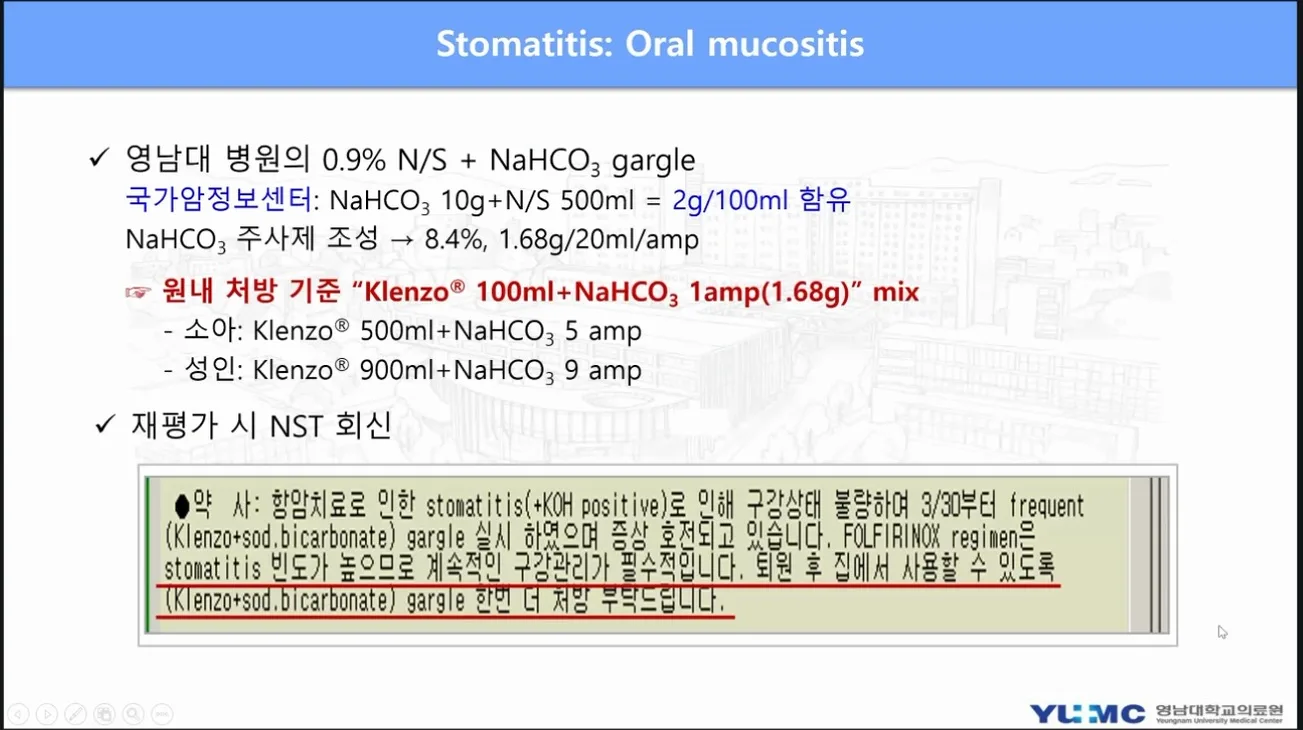 Stomatitis: Oral mucositis
✓ 영남대 병원의 0.9% N/S + NaHCO₃ gargle
국가암정보센터: NaHCO₃ 10g+N/S 500ml = 2g/100ml 함유
NaHCO₃ 주사제 조성 → 8.4%, 1.68g/20ml/amp
☞ 원내 처방 기준 “Klenzo® 100ml+NaHCO₃ 1amp(1.68g)” mix
- 소아: Klenzo® 500ml+NaHCO₃ 5 amp
- 성인: Klenzo® 900ml+NaHCO₃ 9 amp
✓ 재평가 시 NST 회신
●약 사: 항암치료로 인한 stomatitis(+KOH positive)로 인해 구강상태 불량하여 3/30부터 frequent
(Klenzo+sod.bicarbonate) gargle 실시 하였으며 증상 호전되고 있습니다. FOLFIRINOX regimen은
stomatitis 빈도가 높으므로 계속적인 구강관리가 필수적입니다. 퇴원 후 집에서 사용할 수 있도록
(Klenzo+sod.bicarbonate) gargle 한번 더 처방 부탁드립니다.
YUMC 영남대학교의료원
Yeungnam University Medical Center